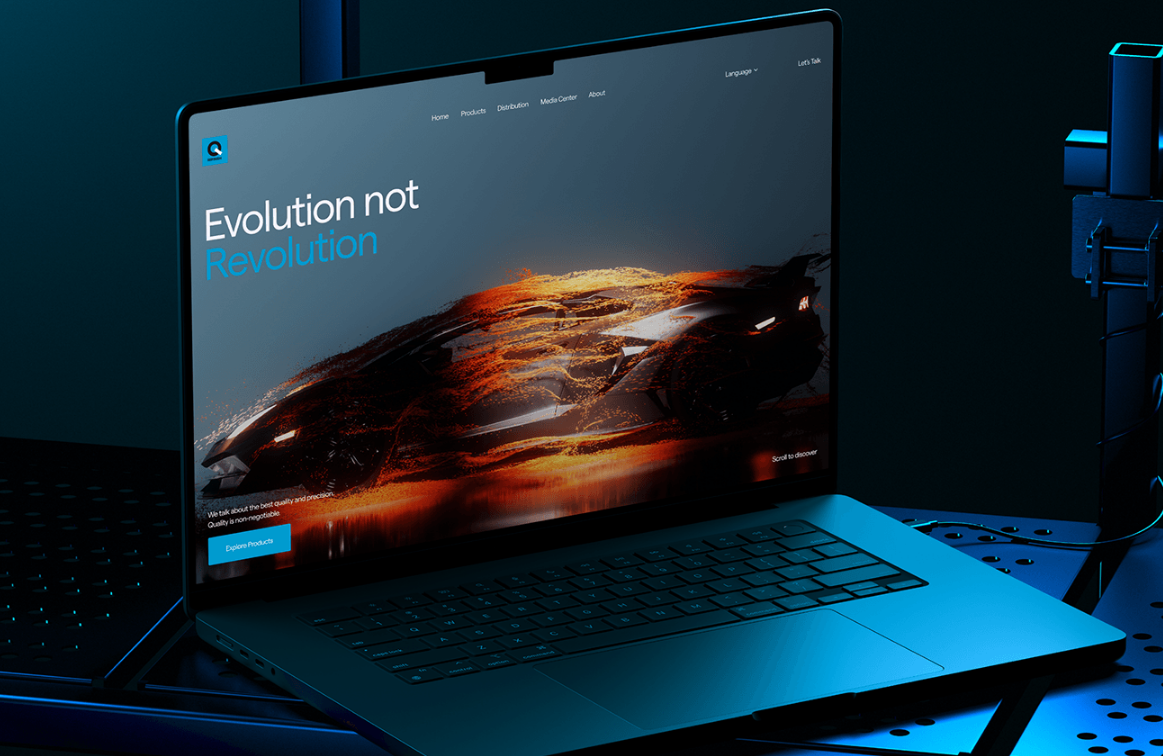 Home Products Distribution Media Center About
Language
Let's Talk
Evolution not
Revolution
We talk about the best quality and precision.
Quality is non-negotiable.
Explore Products
Scroll to discover